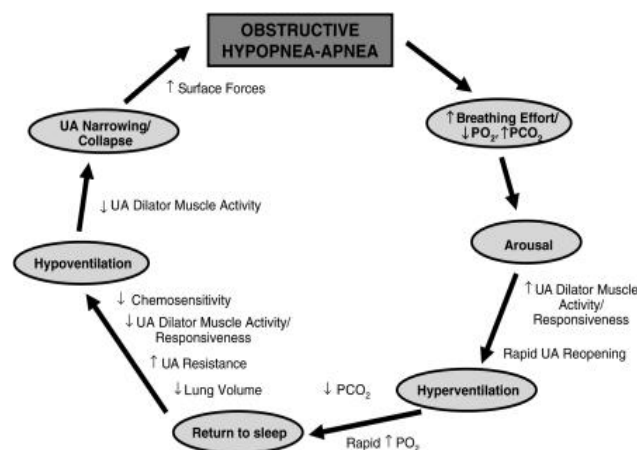 OBSTRUCTIVE
HYPOPNEA-APNEA
↑ Breathing Effort/
↓PO₂, ↑PCO₂
Arousal
↑ UA Dilator Muscle
Activity/
Responsiveness
Rapid UA Reopening
Hyperventilation
↓ PCO₂
Rapid ↑ PO₂
Return to sleep
↓ Chemosensitivity
↓ UA Dilator Muscle Activity/
Responsiveness
↑ UA Resistance
↓ Lung Volume
Hypoventilation
↓ UA Dilator Muscle Activity
UA Narrowing/
Collapse
↑ Surface Forces